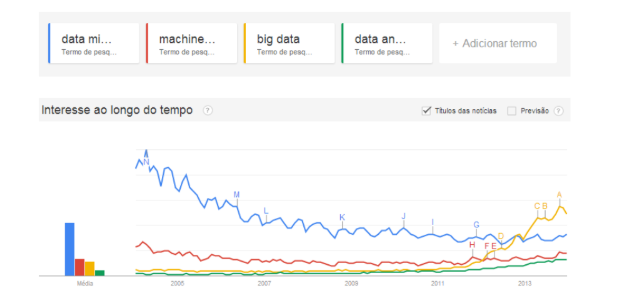 data mi...
Termo de pesq...
machine...
Termo de pesq...
big data
Termo de pesq...
data an...
Termo de pesq...
+ Adicionar termo
Interesse ao longo do tempo ?
Títulos das notícias
Previsão ?
N
M
L
K
J
I
G
H
F
E
D
C
B
A
Média
2005
2007
2009
2011
2013